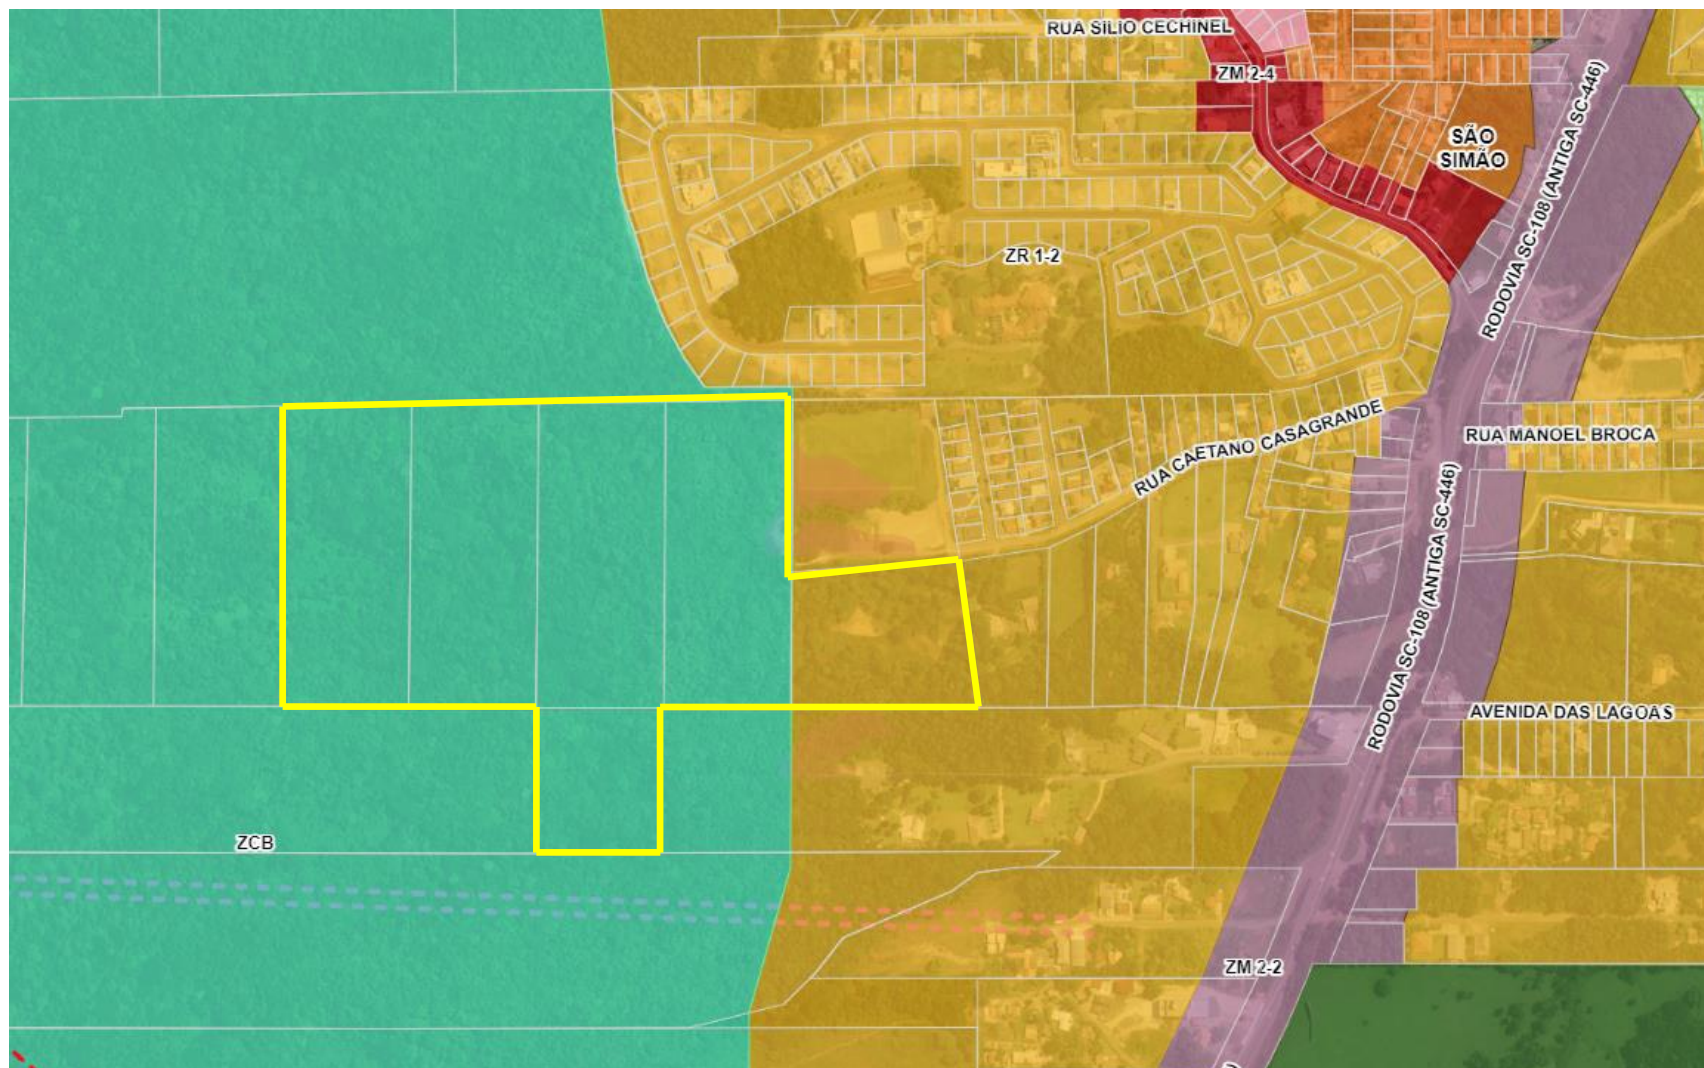 RUA SILIO CECHINEL
ZM 2-4
SÃO
SIMÃO
RODOVIA SC-108 (ANTIGA SC-446)
ZR 1-2
RUA CAETANO CASAGRANDE
RUA MANOEL BROCA
RODOVIA SC-108 (ANTIGA SC-446)
AVENIDA DAS LAGOAS
ZCB
ZM 2-2
)